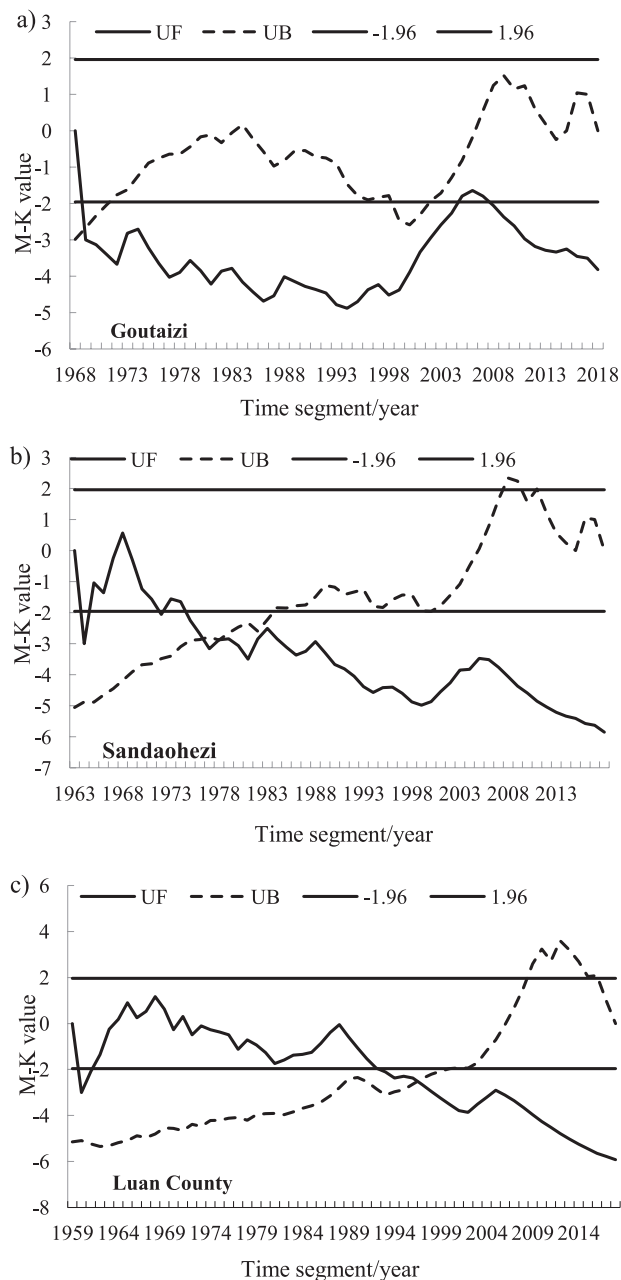 a)
UF UB -1.96 1.96
3
2
1
0
-1
-2
-3
-4
-5
-6
M-K value
Goutaizi
1968 1973 1978 1983 1988 1993 1998 2003 2008 2013 2018
Time segment/year
b)
UF UB -1.96 1.96
3
2
1
0
-1
-2
-3
-4
-5
-6
-7
M-K value
Sandaohezi
1963 1968 1973 1978 1983 1988 1993 1998 2003 2008 2013
Time segment/year
c)
UF UB -1.96 1.96
6
4
2
0
-2
-4
-6
-8
M-K value
Luan County
1959 1964 1969 1974 1979 1984 1989 1994 1999 2004 2009 2014
Time segment/year